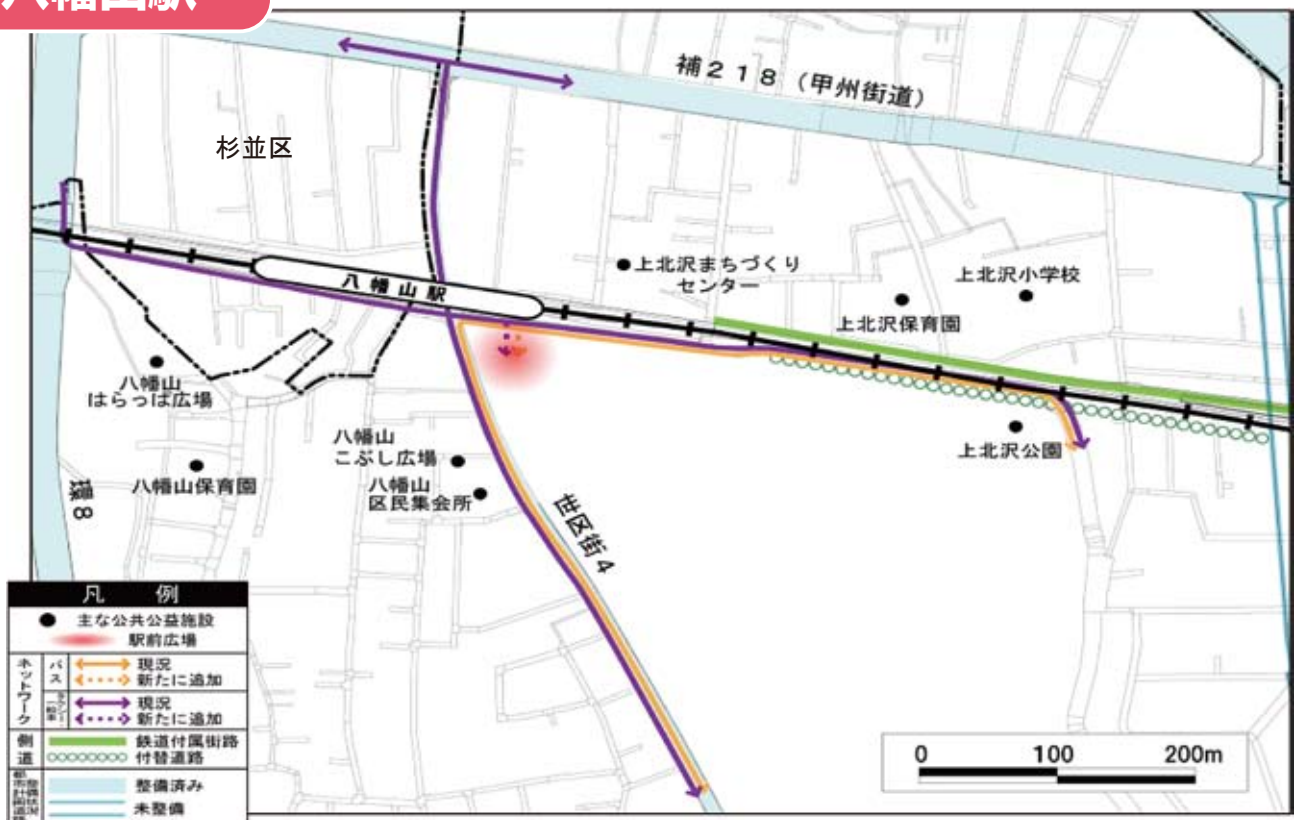 八幡山駅
補218（甲州街道）
杉並区
八幡山駅
上北沢まちづくり
センター
上北沢小学校
上北沢保育園
八幡山
はらっぱ広場
上北沢公園
八幡山
こぶし広場
八幡山保育園
八幡山
区民集会所
環8
世区街4
凡 例
主な公共公益施設
駅前広場
ネットワーク
バス
現況
新たに追加
現況
新たに追加
側道
鉄道付属街路
付替道路
整備済み
未整備
0 100 200m